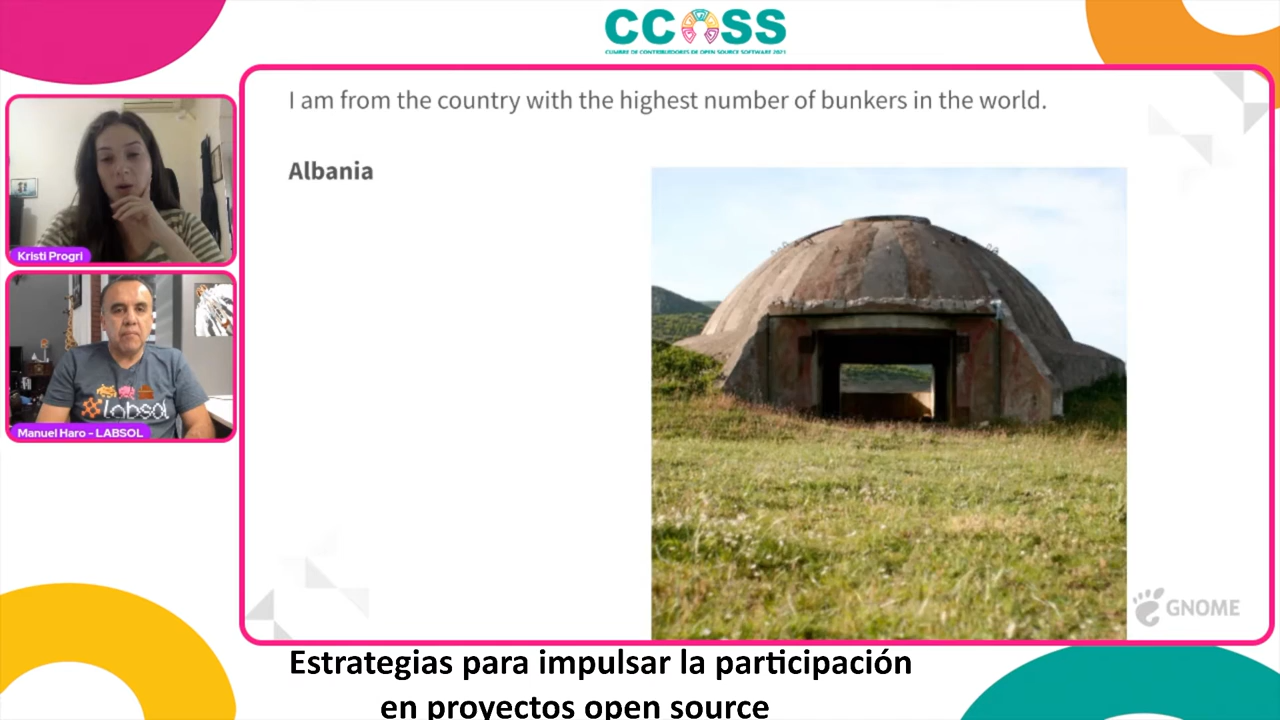 CCOSS
CUMBRE DE CONTRIBUIDORES DE OPEN SOURCE SOFTWARE 2021
I am from the country with the highest number of bunkers in the world.
Albania
Kristi Progri
#labsol
Manuel Haro - LABSOL
GNOME
Estrategias para impulsar la participación
en proyectos open source